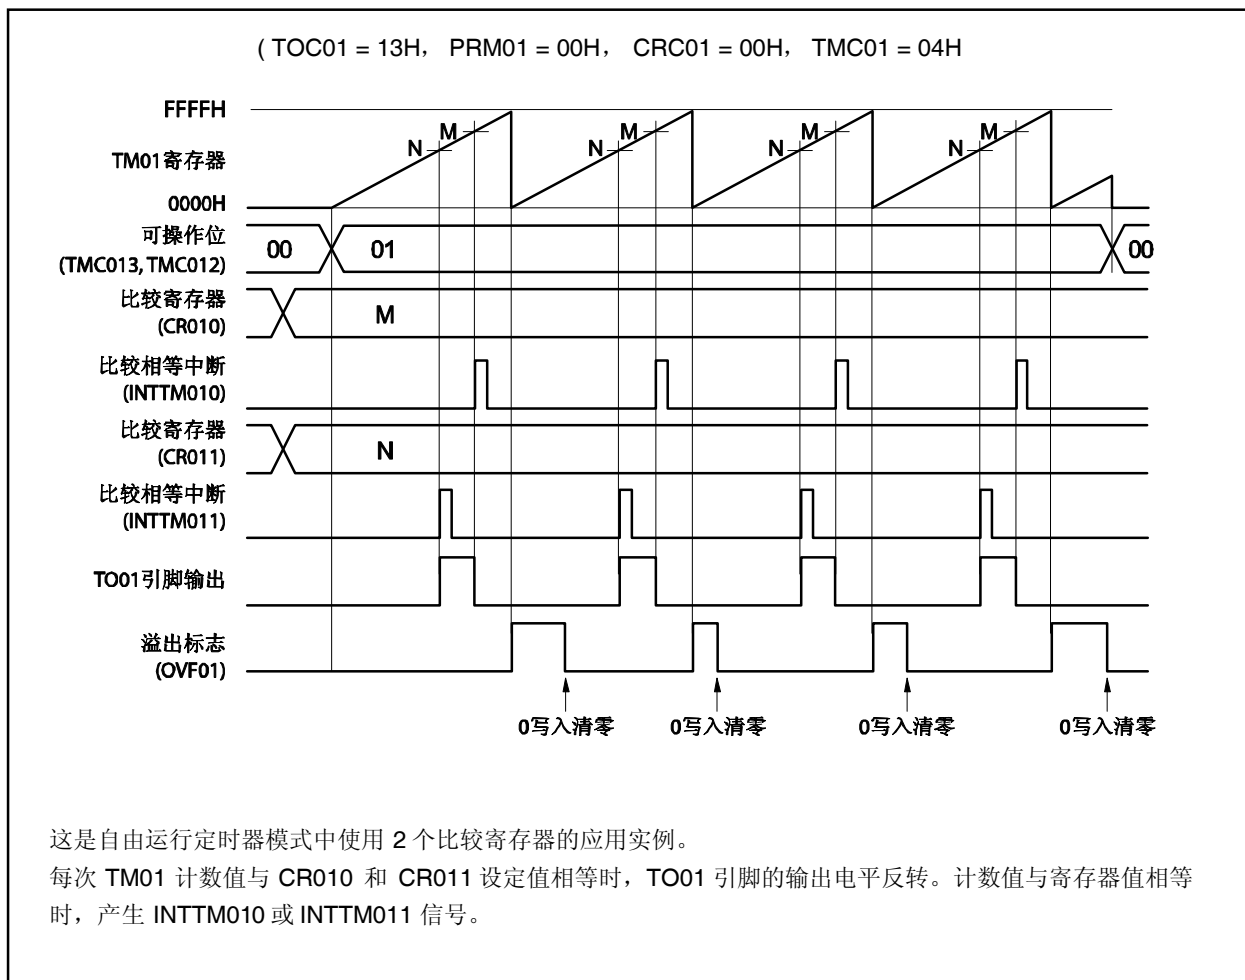 ( TOC01 = 13H， PRM01 = 00H， CRC01 = 00H， TMC01 = 04H
FFFFH
TM01寄存器
0000H
N M N M N M N M
可操作位
(TMC013, TMC012)
00 01 00
比较寄存器
(CR010)
M
比较相等中断
(INTTM010)
比较寄存器
(CR011)
N
比较相等中断
(INTTM011)
TO01引脚输出
溢出标志
(OVF01)
0写入清零 0写入清零 0写入清零 0写入清零
这是自由运行定时器模式中使用 2 个比较寄存器的应用实例。
每次 TM01 计数值与 CR010 和 CR011 设定值相等时，TO01 引脚的输出电平反转。计数值与寄存器值相等
时，产生 INTTM010 或 INTTM011 信号。